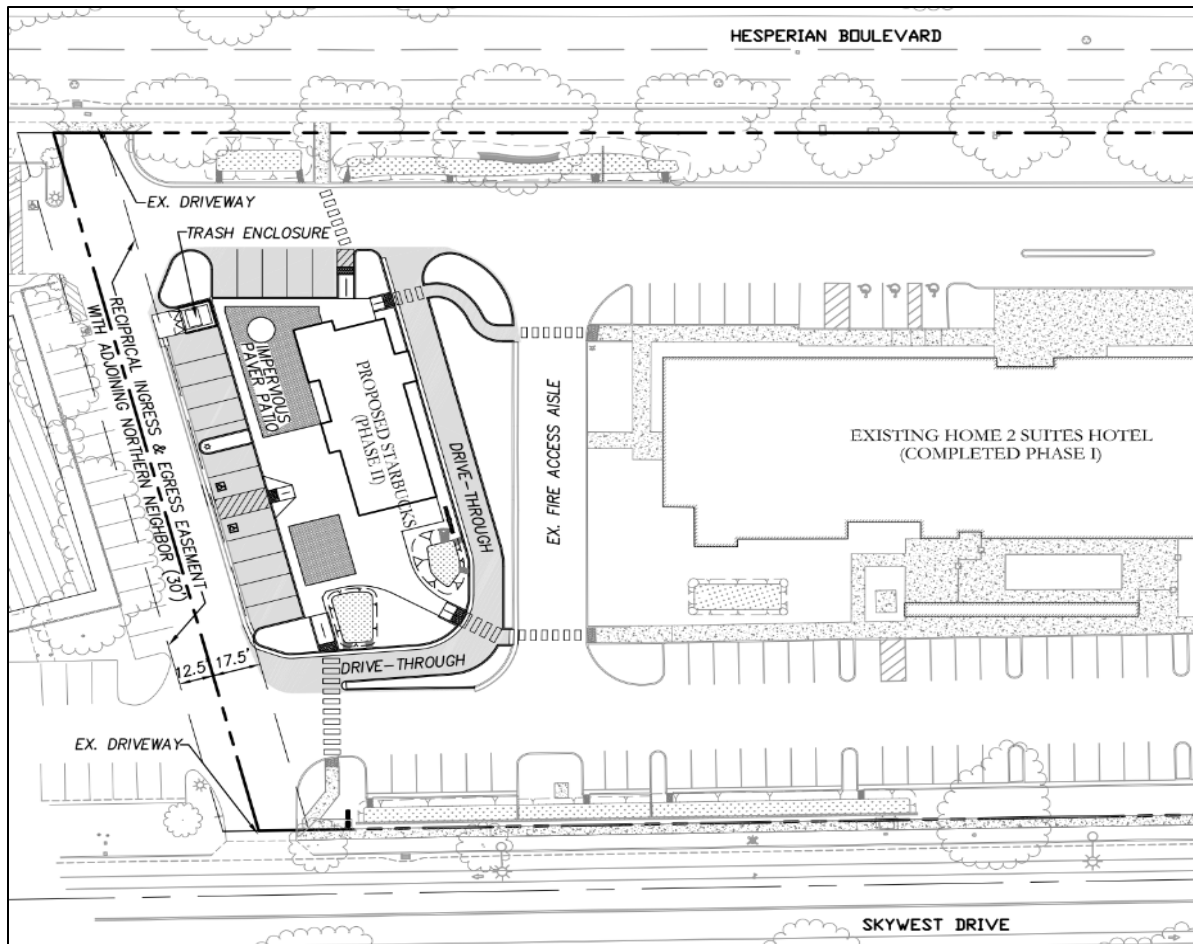 HESPERIAN BOULEVARD
EX. DRIVEWAY
TRASH ENCLOSURE
RECIPRICAL INGRESS & EGRESS EASEMENT
WITH ADJOINING NORTHERN NEIGHBOR (30')
IMPERVIOUS
PAVER PATIO
PROPOSED STARBUCKS
(PHASE II)
DRIVE-THROUGH
EX. FIRE ACCESS AISLE
EXISTING HOME 2 SUITES HOTEL
(COMPLETED PHASE I)
12.5'
17.5'
DRIVE-THROUGH
EX. DRIVEWAY
SKYWEST DRIVE